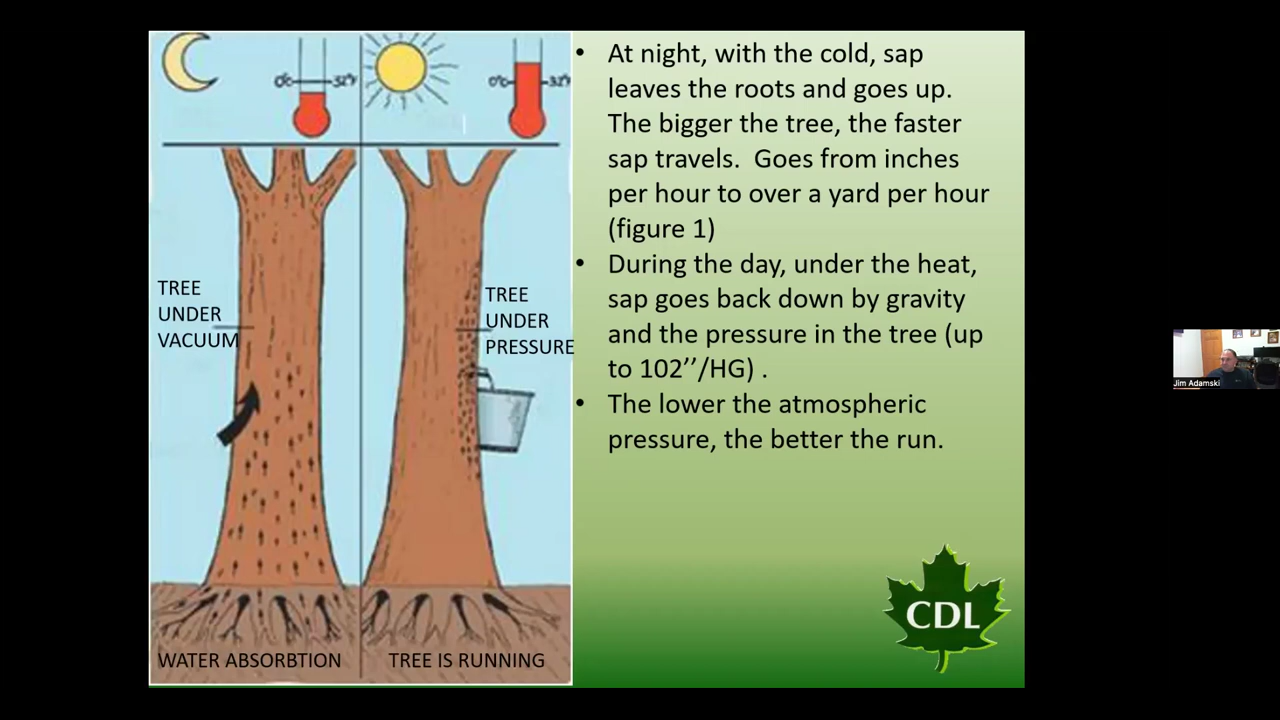 0°C 32°F
0°C 32°F
TREE
UNDER
VACUUM
TREE
UNDER
PRESSURE
WATER ABSORBTION
TREE IS RUNNING
• At night, with the cold, sap
leaves the roots and goes up.
The bigger the tree, the faster
sap travels.  Goes from inches
per hour to over a yard per hour
(figure 1)
• During the day, under the heat,
sap goes back down by gravity
and the pressure in the tree (up
to 102’’/HG) .
• The lower the atmospheric
pressure, the better the run.
CDL
Jim Adamski